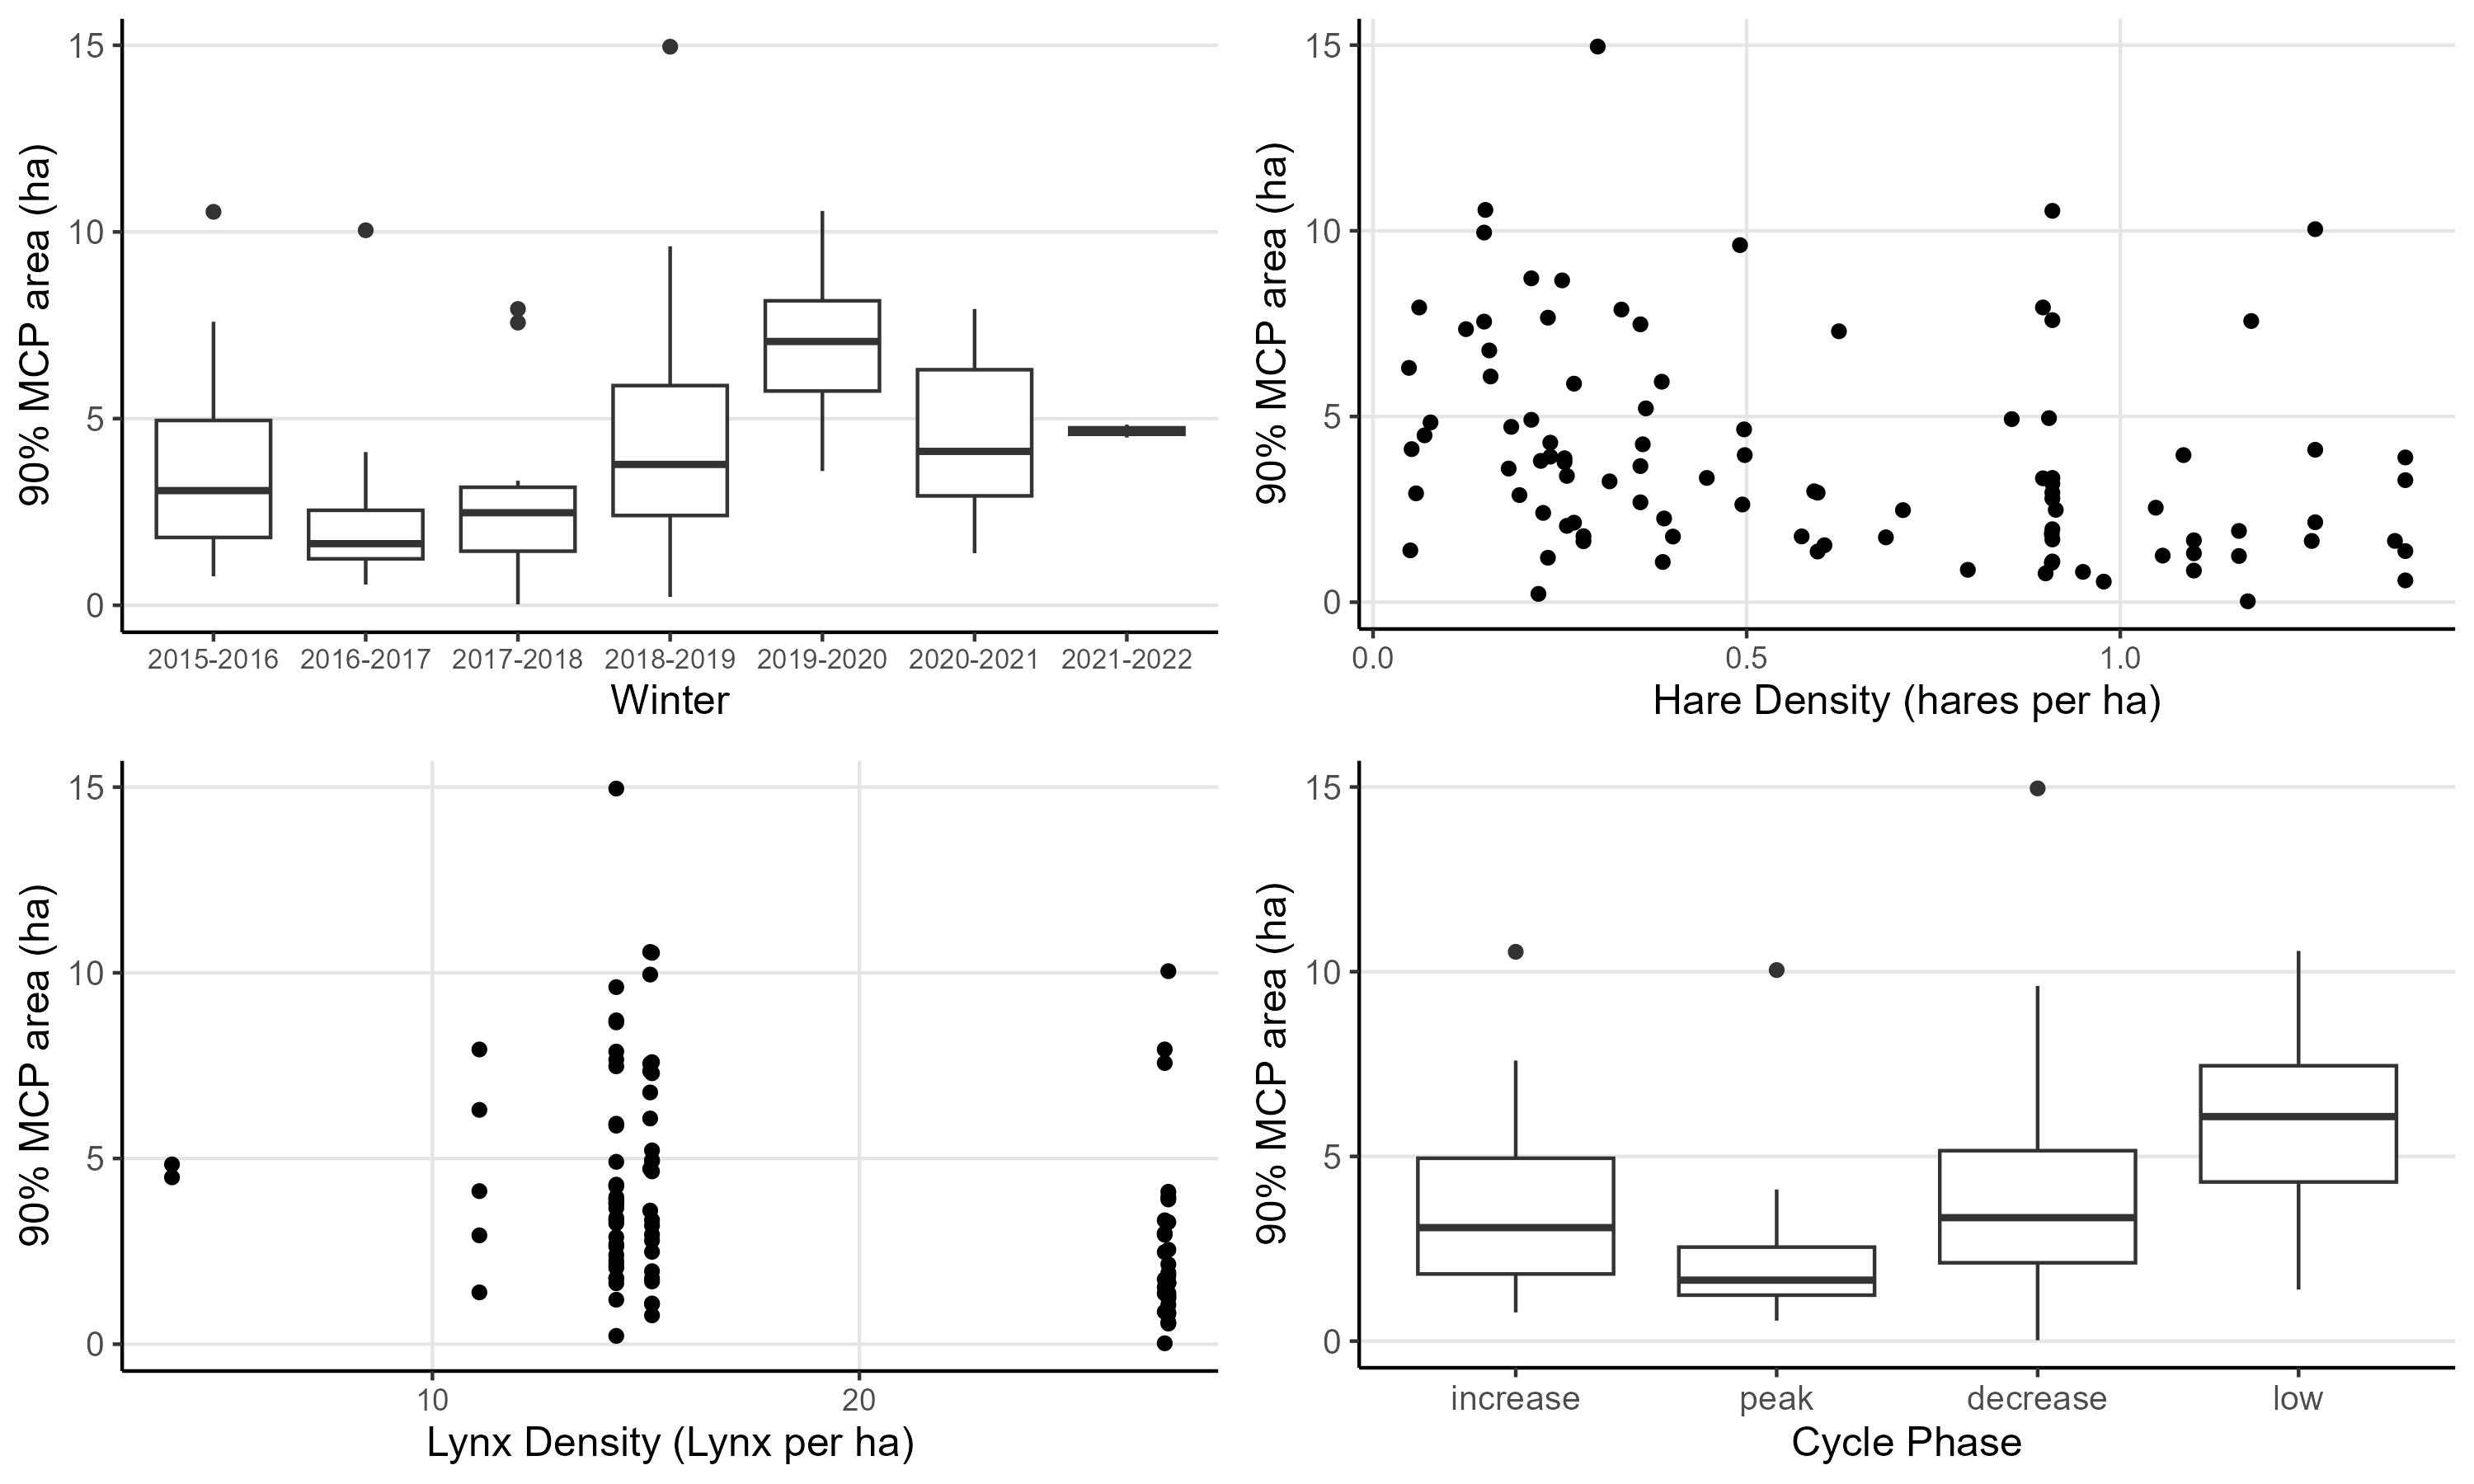 90% MCP area (ha)
15
10
5
0
2015-2016 2016-2017 2017-2018 2018-2019 2019-2020 2020-2021 2021-2022
Winter
90% MCP area (ha)
15
10
5
0
0.0 0.5 1.0
Hare Density (hares per ha)
90% MCP area (ha)
15
10
5
0
10 20
Lynx Density (Lynx per ha)
90% MCP area (ha)
15
10
5
0
increase peak decrease low
Cycle Phase